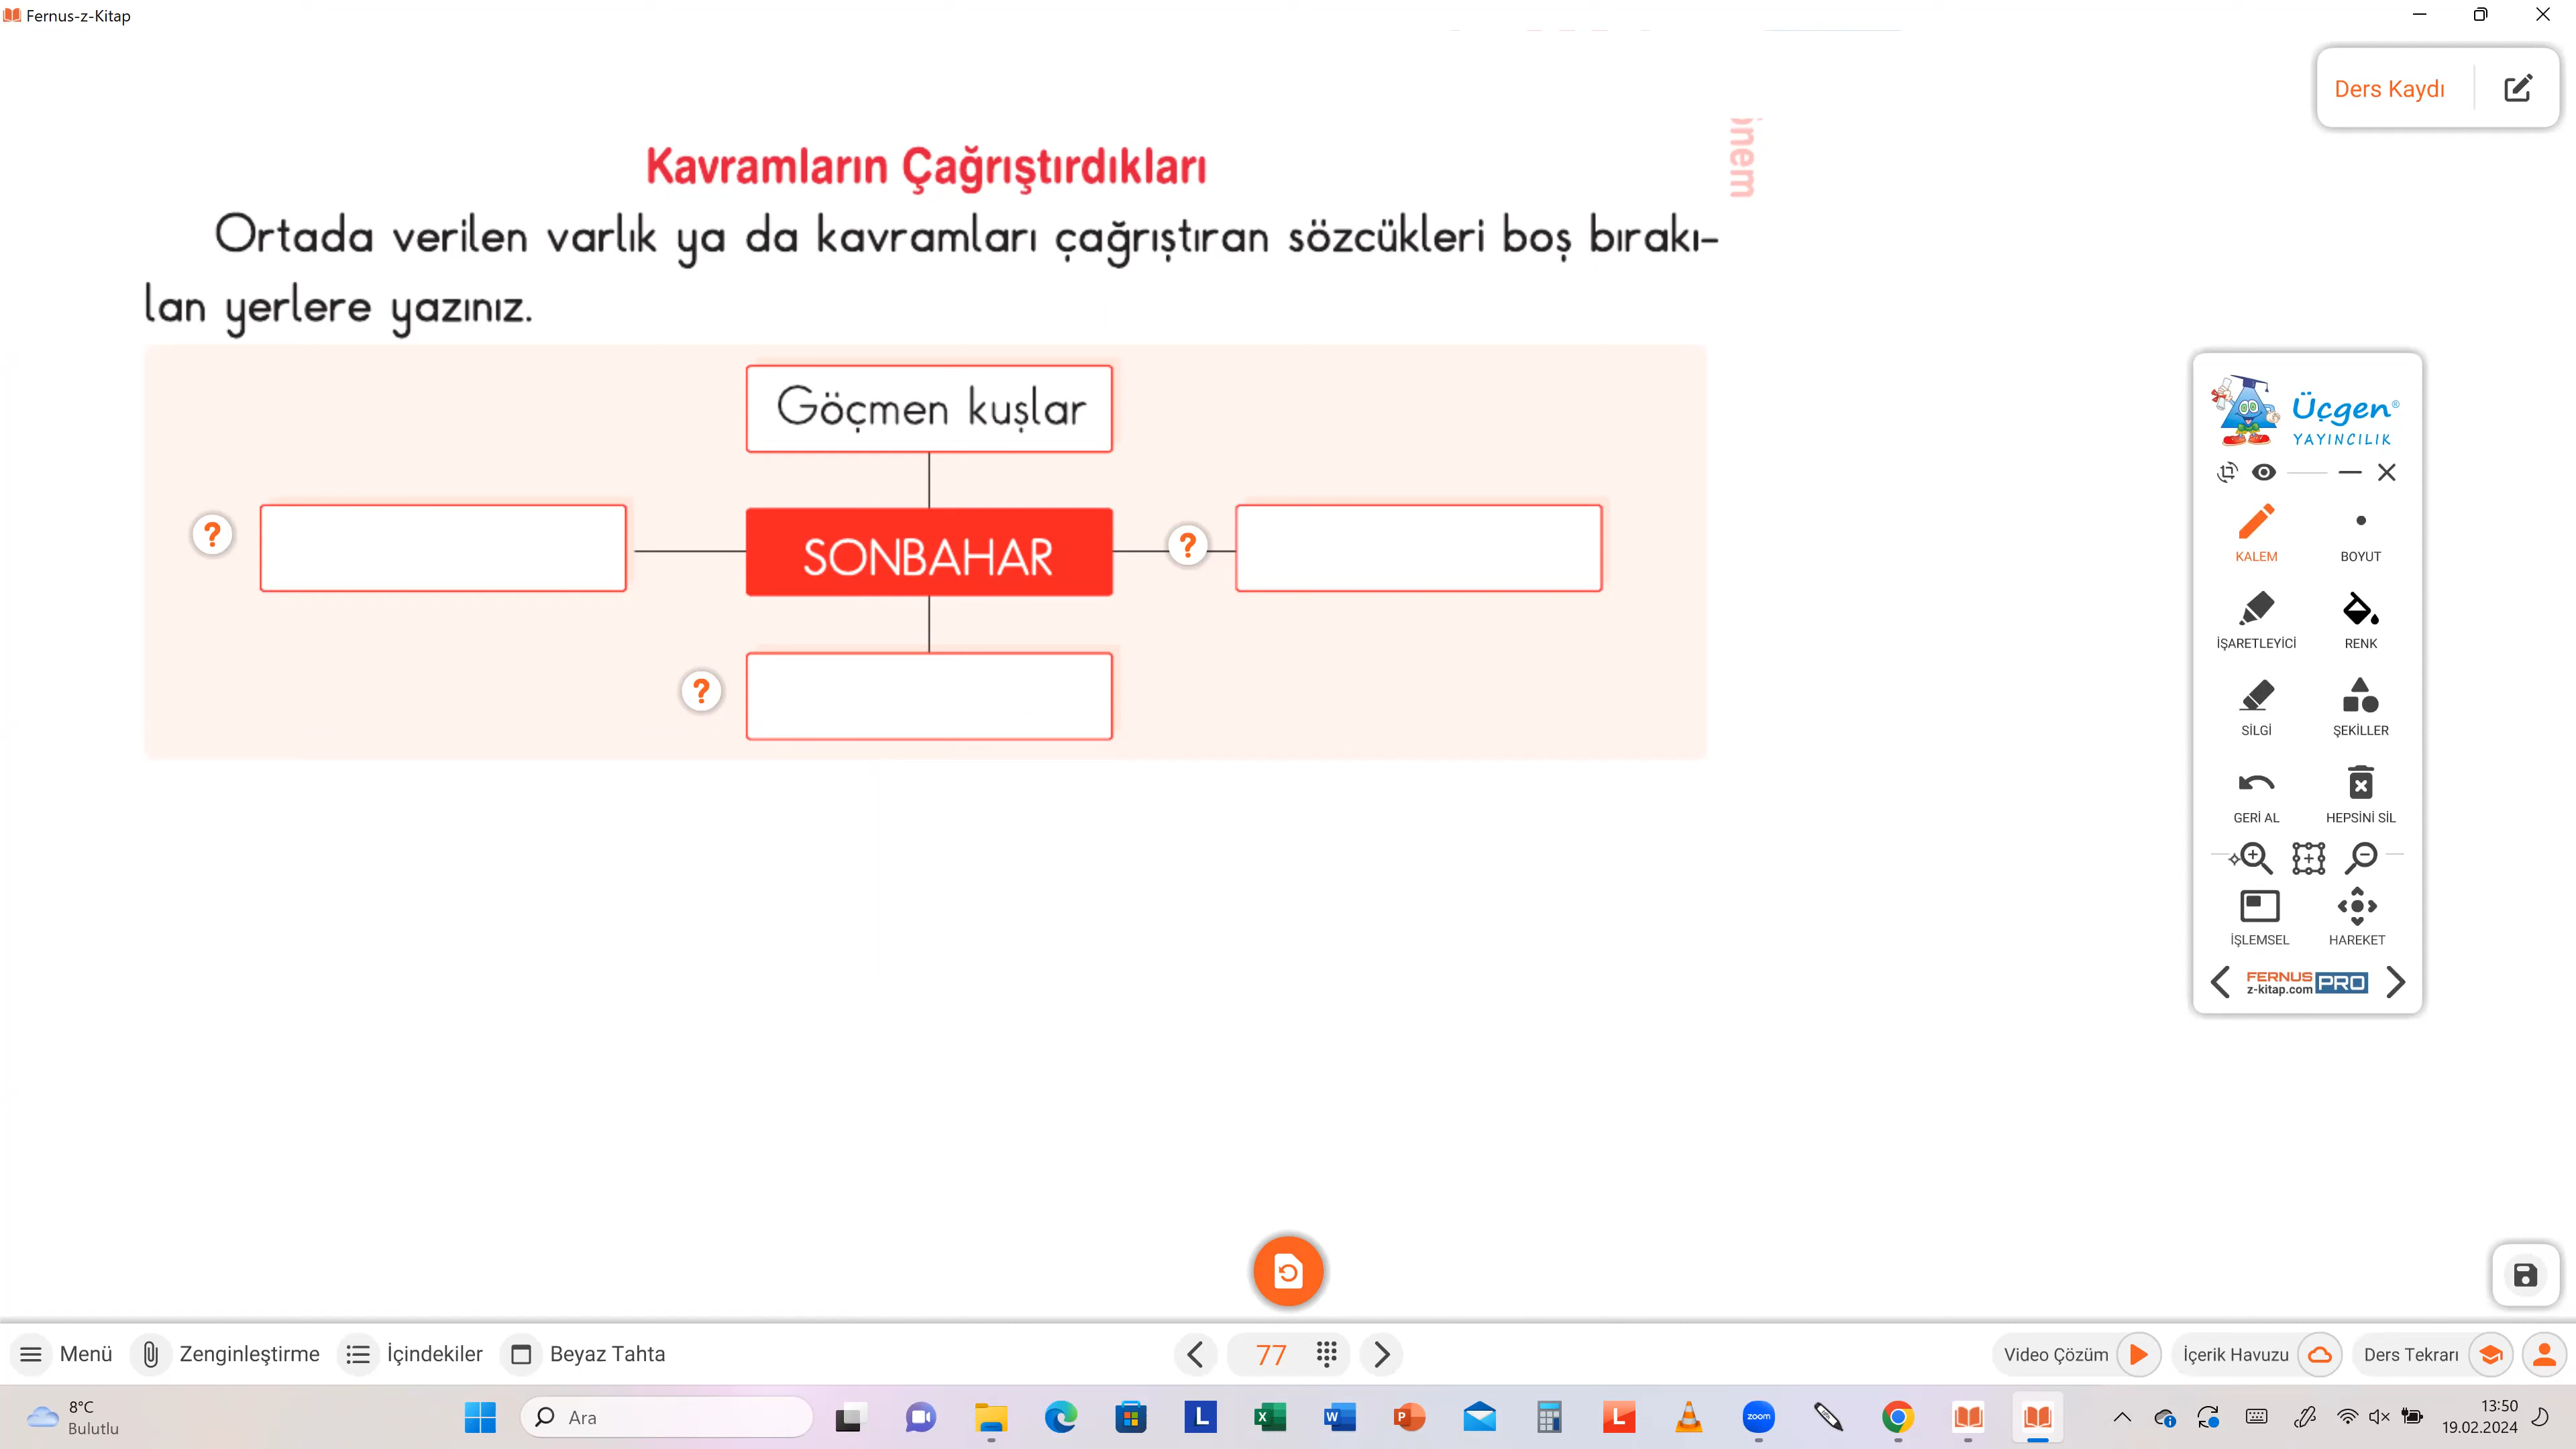 Fernus-z-Kitap
Ders Kaydı
önem
Kavramların Çağrıştırdıkları
Ortada verilen varlık ya da kavramları çağrıştıran sözcükleri boş bırakı-
lan yerlere yazınız.
Göçmen kuşlar
?
SONBAHAR
?
?
Üçgen®
YAYINCILIK
KALEM
BOYUT
İŞARETLEYİCİ
RENK
SİLGİ
ŞEKİLLER
GERİ AL
HEPSİNİ SİL
İŞLEMSEL
HAREKET
FERNUS
z-kitap.com PRO
Menü
Zenginleştirme
İçindekiler
Beyaz Tahta
77
Video Çözüm
İçerik Havuzu
Ders Tekrarı
8°C
Bulutlu
Ara
L
W
P
L
zoom
13:50
19.02.2024